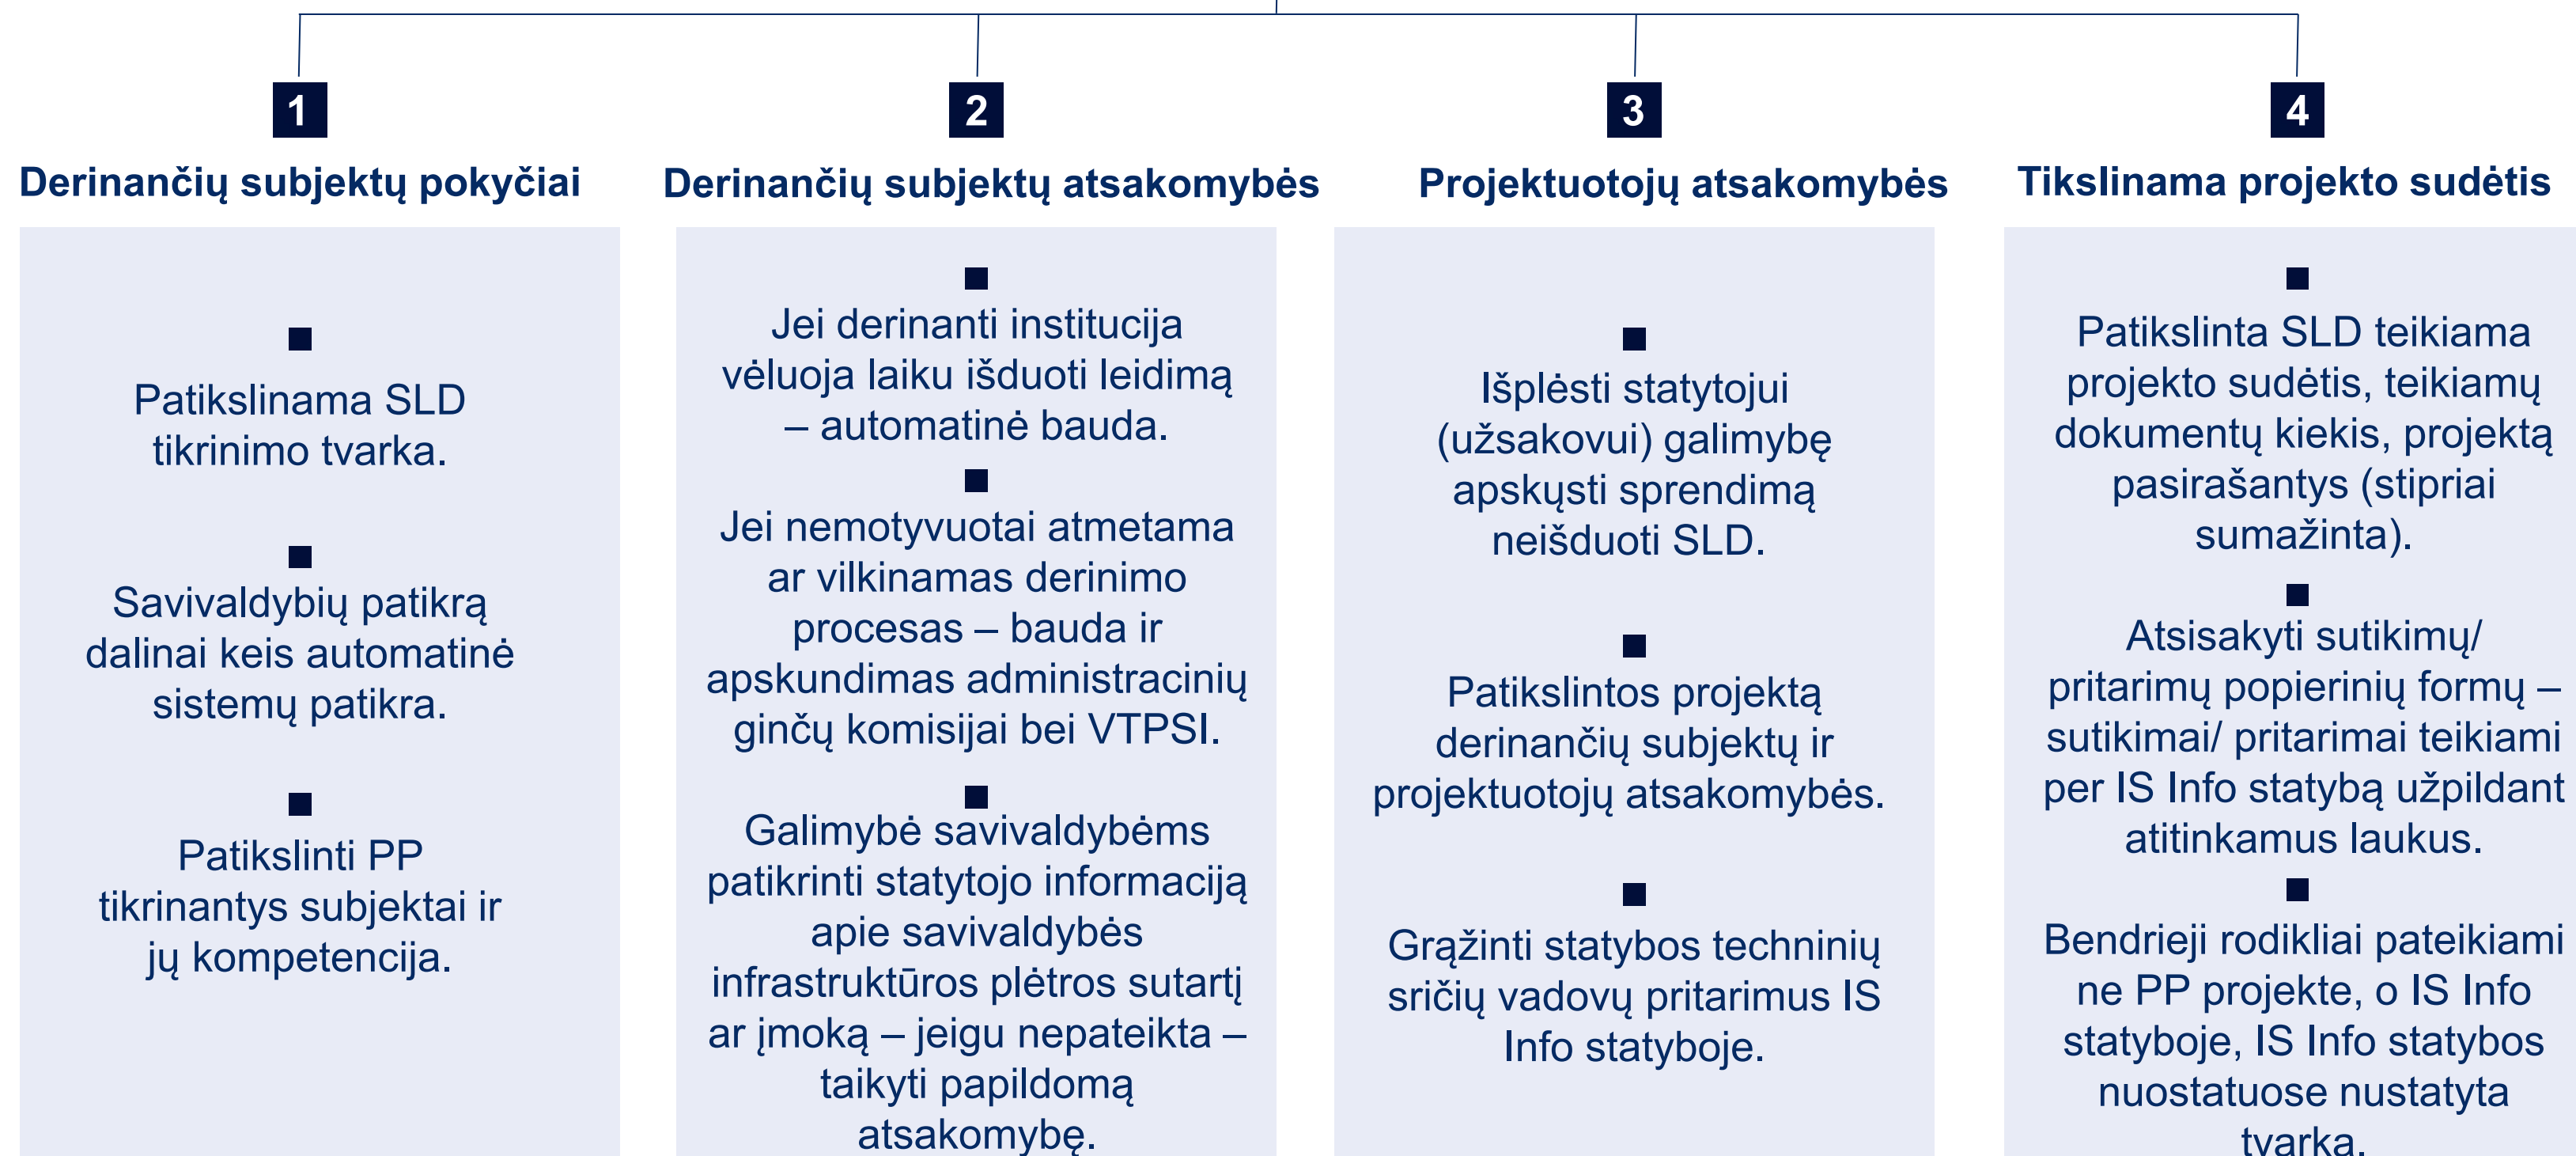 1
Derinančių subjektų pokyčiai
Patikslinama SLD
tikrinimo tvarka.
Savivaldybių patikrą
dalinai keis automatinė
sistemų patikra.
Patikslinti PP
tikrinantys subjektai ir
jų kompetencija.
2
Derinančių subjektų atsakomybės
Jei derinanti institucija
vėluoja laiku išduoti leidimą
– automatinė bauda.
Jei nemotyvuotai atmetama
ar vilkinamas derinimo
procesas – bauda ir
apskundimas administracinių
ginčų komisijai bei VTPSI.
Galimybė savivaldybėms
patikrinti statytojo informaciją
apie savivaldybės
infrastruktūros plėtros sutartį
ar įmoką – jeigu nepateikta –
taikyti papildomą
atsakomybę.
3
Projektuotojų atsakomybės
Išplėsti statytojui
(užsakovui) galimybę
apskųsti sprendimą
neišduoti SLD.
Patikslintos projektą
derinančių subjektų ir
projektuotojų atsakomybės.
Grąžinti statybos techninių
sričių vadovų pritarimus IS
Info statyboje.
4
Tikslinama projekto sudėtis
Patikslinta SLD teikiama
projekto sudėtis, teikiamų
dokumentų kiekis, projektą
pasirašantys (stipriai
sumažinta).
Atsisakyti sutikimų/
pritarimų popierinių formų –
sutikimai/ pritarimai teikiami
per IS Info statybą užpildant
atitinkamus laukus.
Bendrieji rodikliai pateikiami
ne PP projekte, o IS Info
statyboje, IS Info statybos
nuostatuose nustatyta
tvarka.